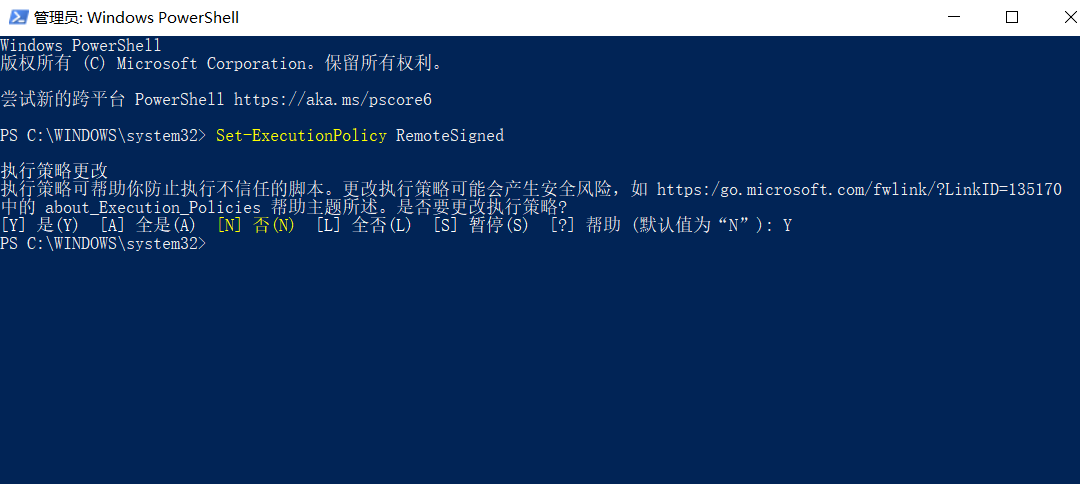 管理员: Windows PowerShell
Windows PowerShell
版权所有 (C) Microsoft Corporation。保留所有权利。
尝试新的跨平台 PowerShell https://aka.ms/pscore6
PS C:\WINDOWS\system32> Set-ExecutionPolicy RemoteSigned
执行策略更改
执行策略可帮助你防止执行不信任的脚本。更改执行策略可能会产生安全风险，如 https:/go.microsoft.com/fwlink/?LinkID=135170
中的 about_Execution_Policies 帮助主题所述。是否要更改执行策略?
[Y] 是(Y)  [A] 全是(A)  [N] 否(N)  [L] 全否(L)  [S] 暂停(S)  [?] 帮助 (默认值为“N”): Y
PS C:\WINDOWS\system32>